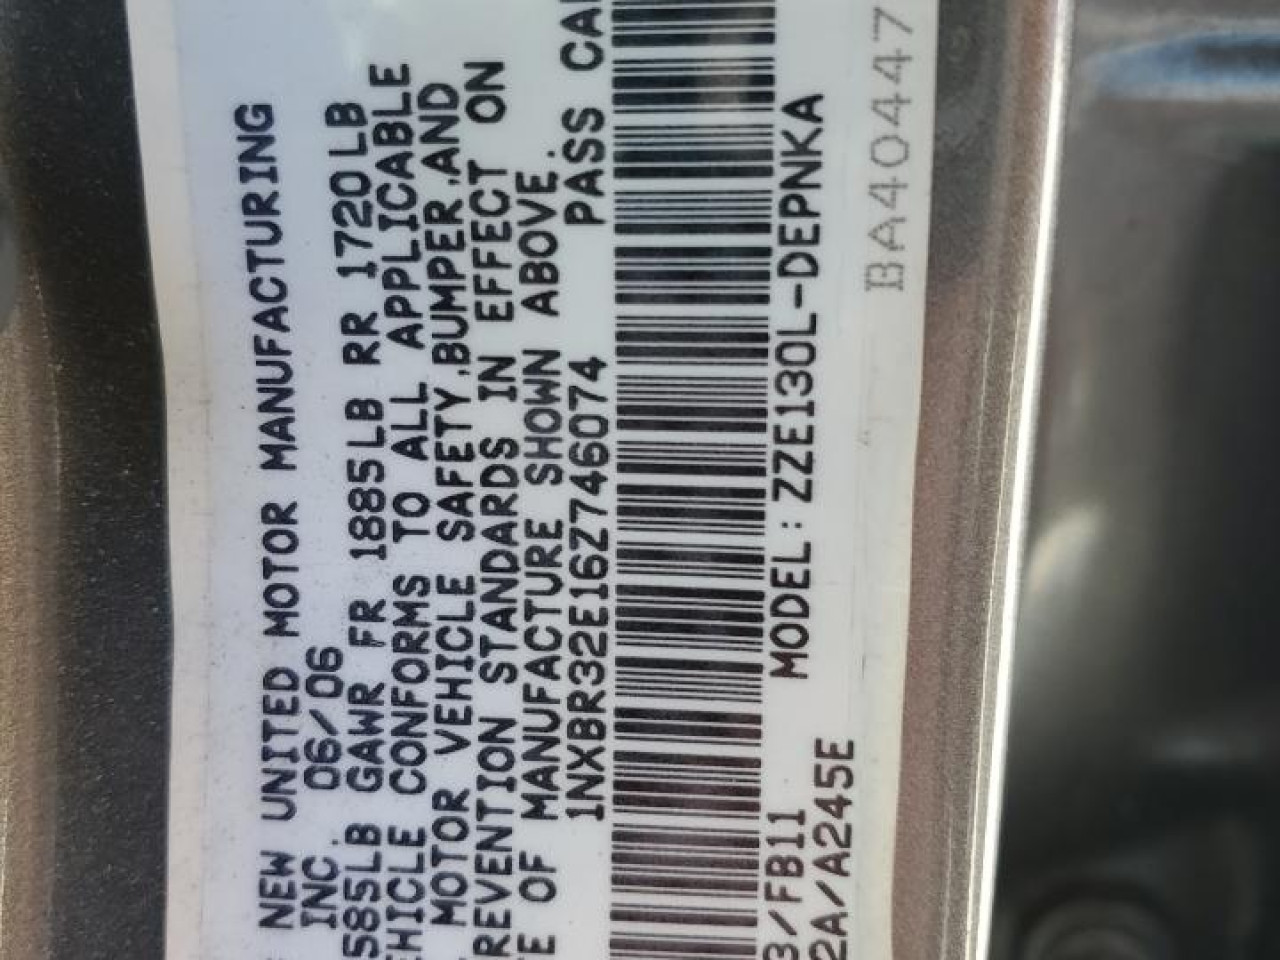 NEW UNITED MOTOR MANUFACTURING
INC. 06/06
585LB GAWR FR 1885LB RR 1720LB
EHICLE CONFORMS TO ALL APPLICABLE
MOTOR VEHICLE SAFETY,BUMPER,AND
REVENTION STANDARDS IN EFFECT ON
E OF MANUFACTURE SHOWN ABOVE.
1NXBR32E16Z746074 PASS CA
3/FB11 MODEL: ZZE130L-DEPNKA
2A/A245E
BA40447